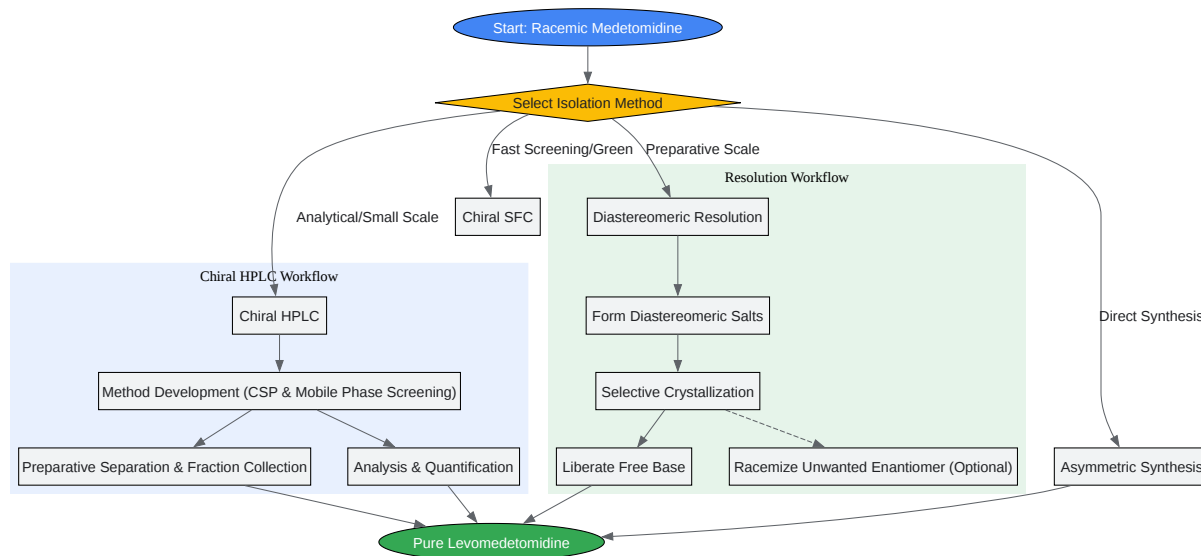 Start: Racemic Medetomidine
Select Isolation Method
Fast Screening/Green
Preparative Scale
Resolution Workflow
Analytical/Small Scale
Chiral SFC
Diastereomeric Resolution
Chiral HPLC Workflow
Chiral HPLC
Form Diastereomeric Salts
Direct Synthesis
Method Development (CSP & Mobile Phase Screening)
Selective Crystallization
Preparative Separation & Fraction Collection
Analysis & Quantification
Liberate Free Base
Racemize Unwanted Enantiomer (Optional)
Asymmetric Synthesis
Pure Levomedetomidine